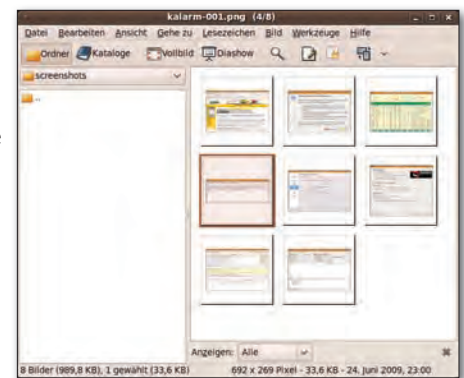 kalarm-001.png (4/8)
Datei Bearbeiten Ansicht Gehe zu Lesezeichen Bild Werkzeuge Hilfe
Ordner Kataloge Vollbild Diashow
screenshots
..
Anzeigen: Alle
8 Bilder (989,8 KB), 1 gewählt (33,6 KB) 692 x 269 Pixel - 33,6 KB - 24. Juni 2009, 23:00